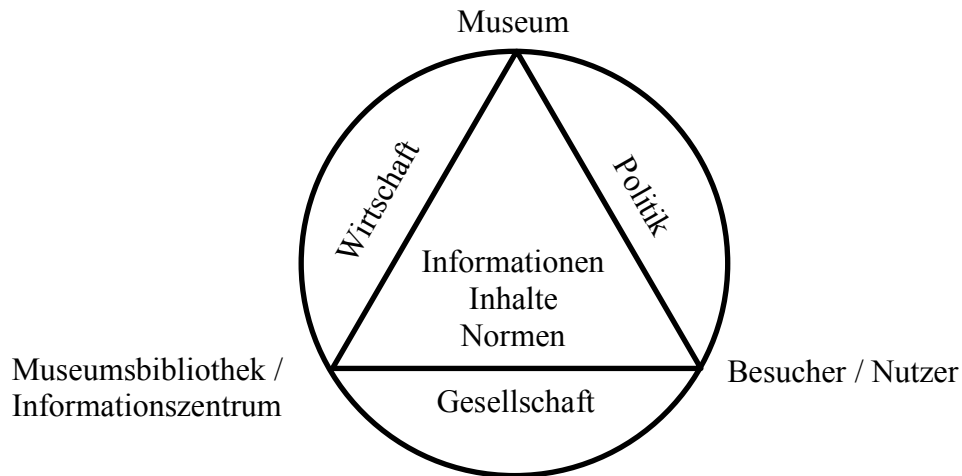 Museum
Wirtschaft
Politik
Informationen
Inhalte
Normen
Museumsbibliothek /
Informationszentrum
Besucher / Nutzer
Gesellschaft